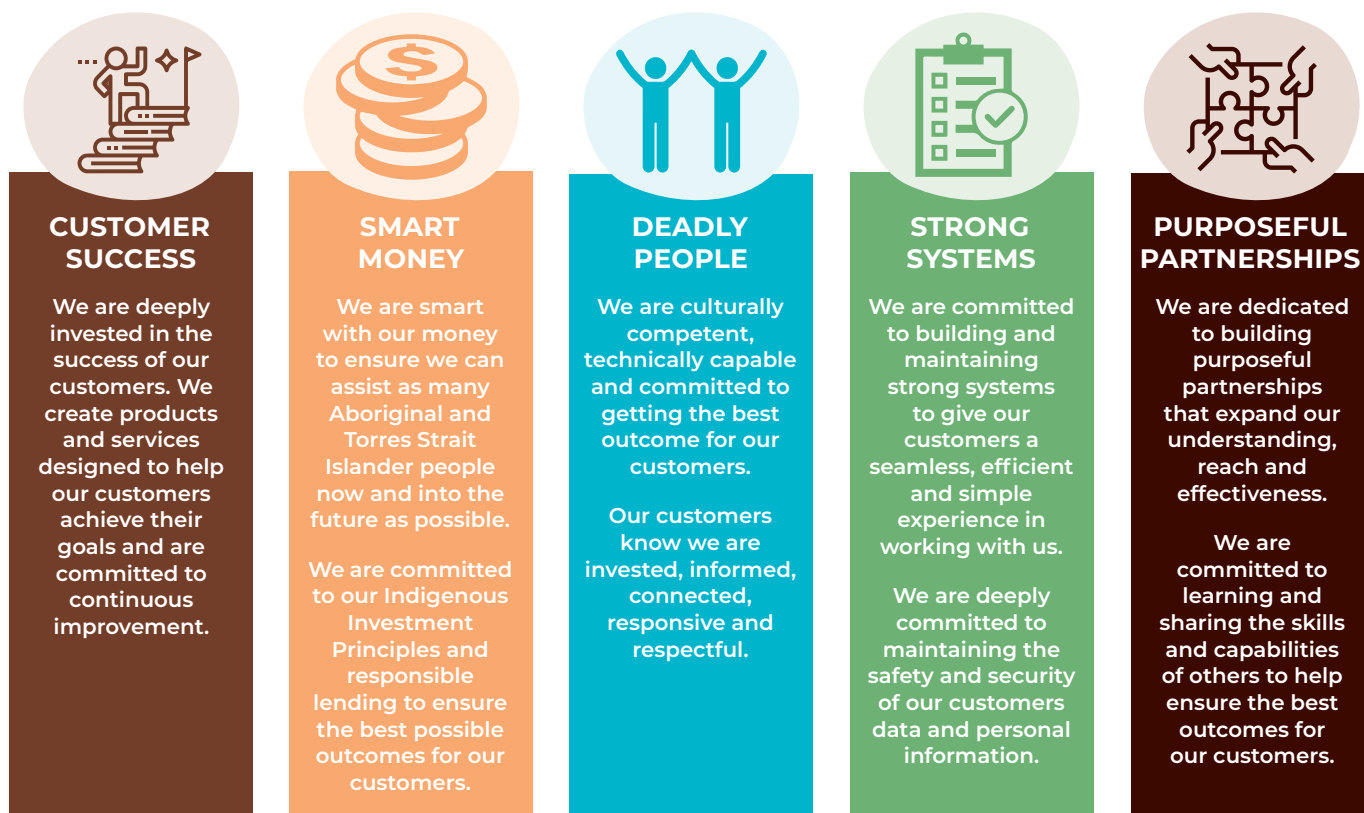 $
CUSTOMER
SUCCESS
We are deeply
invested in the
success of our
customers. We
create products
and services
designed to help
our customers
achieve their
goals and are
committed to
continuous
improvement.
SMART
MONEY
We are smart
with our money
to ensure we can
assist as many
Aboriginal and
Torres Strait
Islander people
now and into the
future as possible.
We are committed
to our Indigenous
Investment
Principles and
responsible
lending to ensure
the best possible
outcomes for our
customers.
DEADLY
PEOPLE
We are culturally
competent,
technically capable
and committed to
getting the best
outcome for our
customers.
Our customers
know we are
invested, informed,
connected,
responsive and
respectful.
STRONG
SYSTEMS
We are committed
to building and
maintaining
strong systems
to give our
customers a
seamless, efficient
and simple
experience in
working with us.
We are deeply
committed to
maintaining the
safety and security
of our customers
data and personal
information.
PURPOSEFUL
PARTNERSHIPS
We are dedicated
to building
purposeful
partnerships
that expand our
understanding,
reach and
effectiveness.
We are
committed to
learning and
sharing the skills
and capabilities
of others to help
ensure the best
outcomes for
our customers.